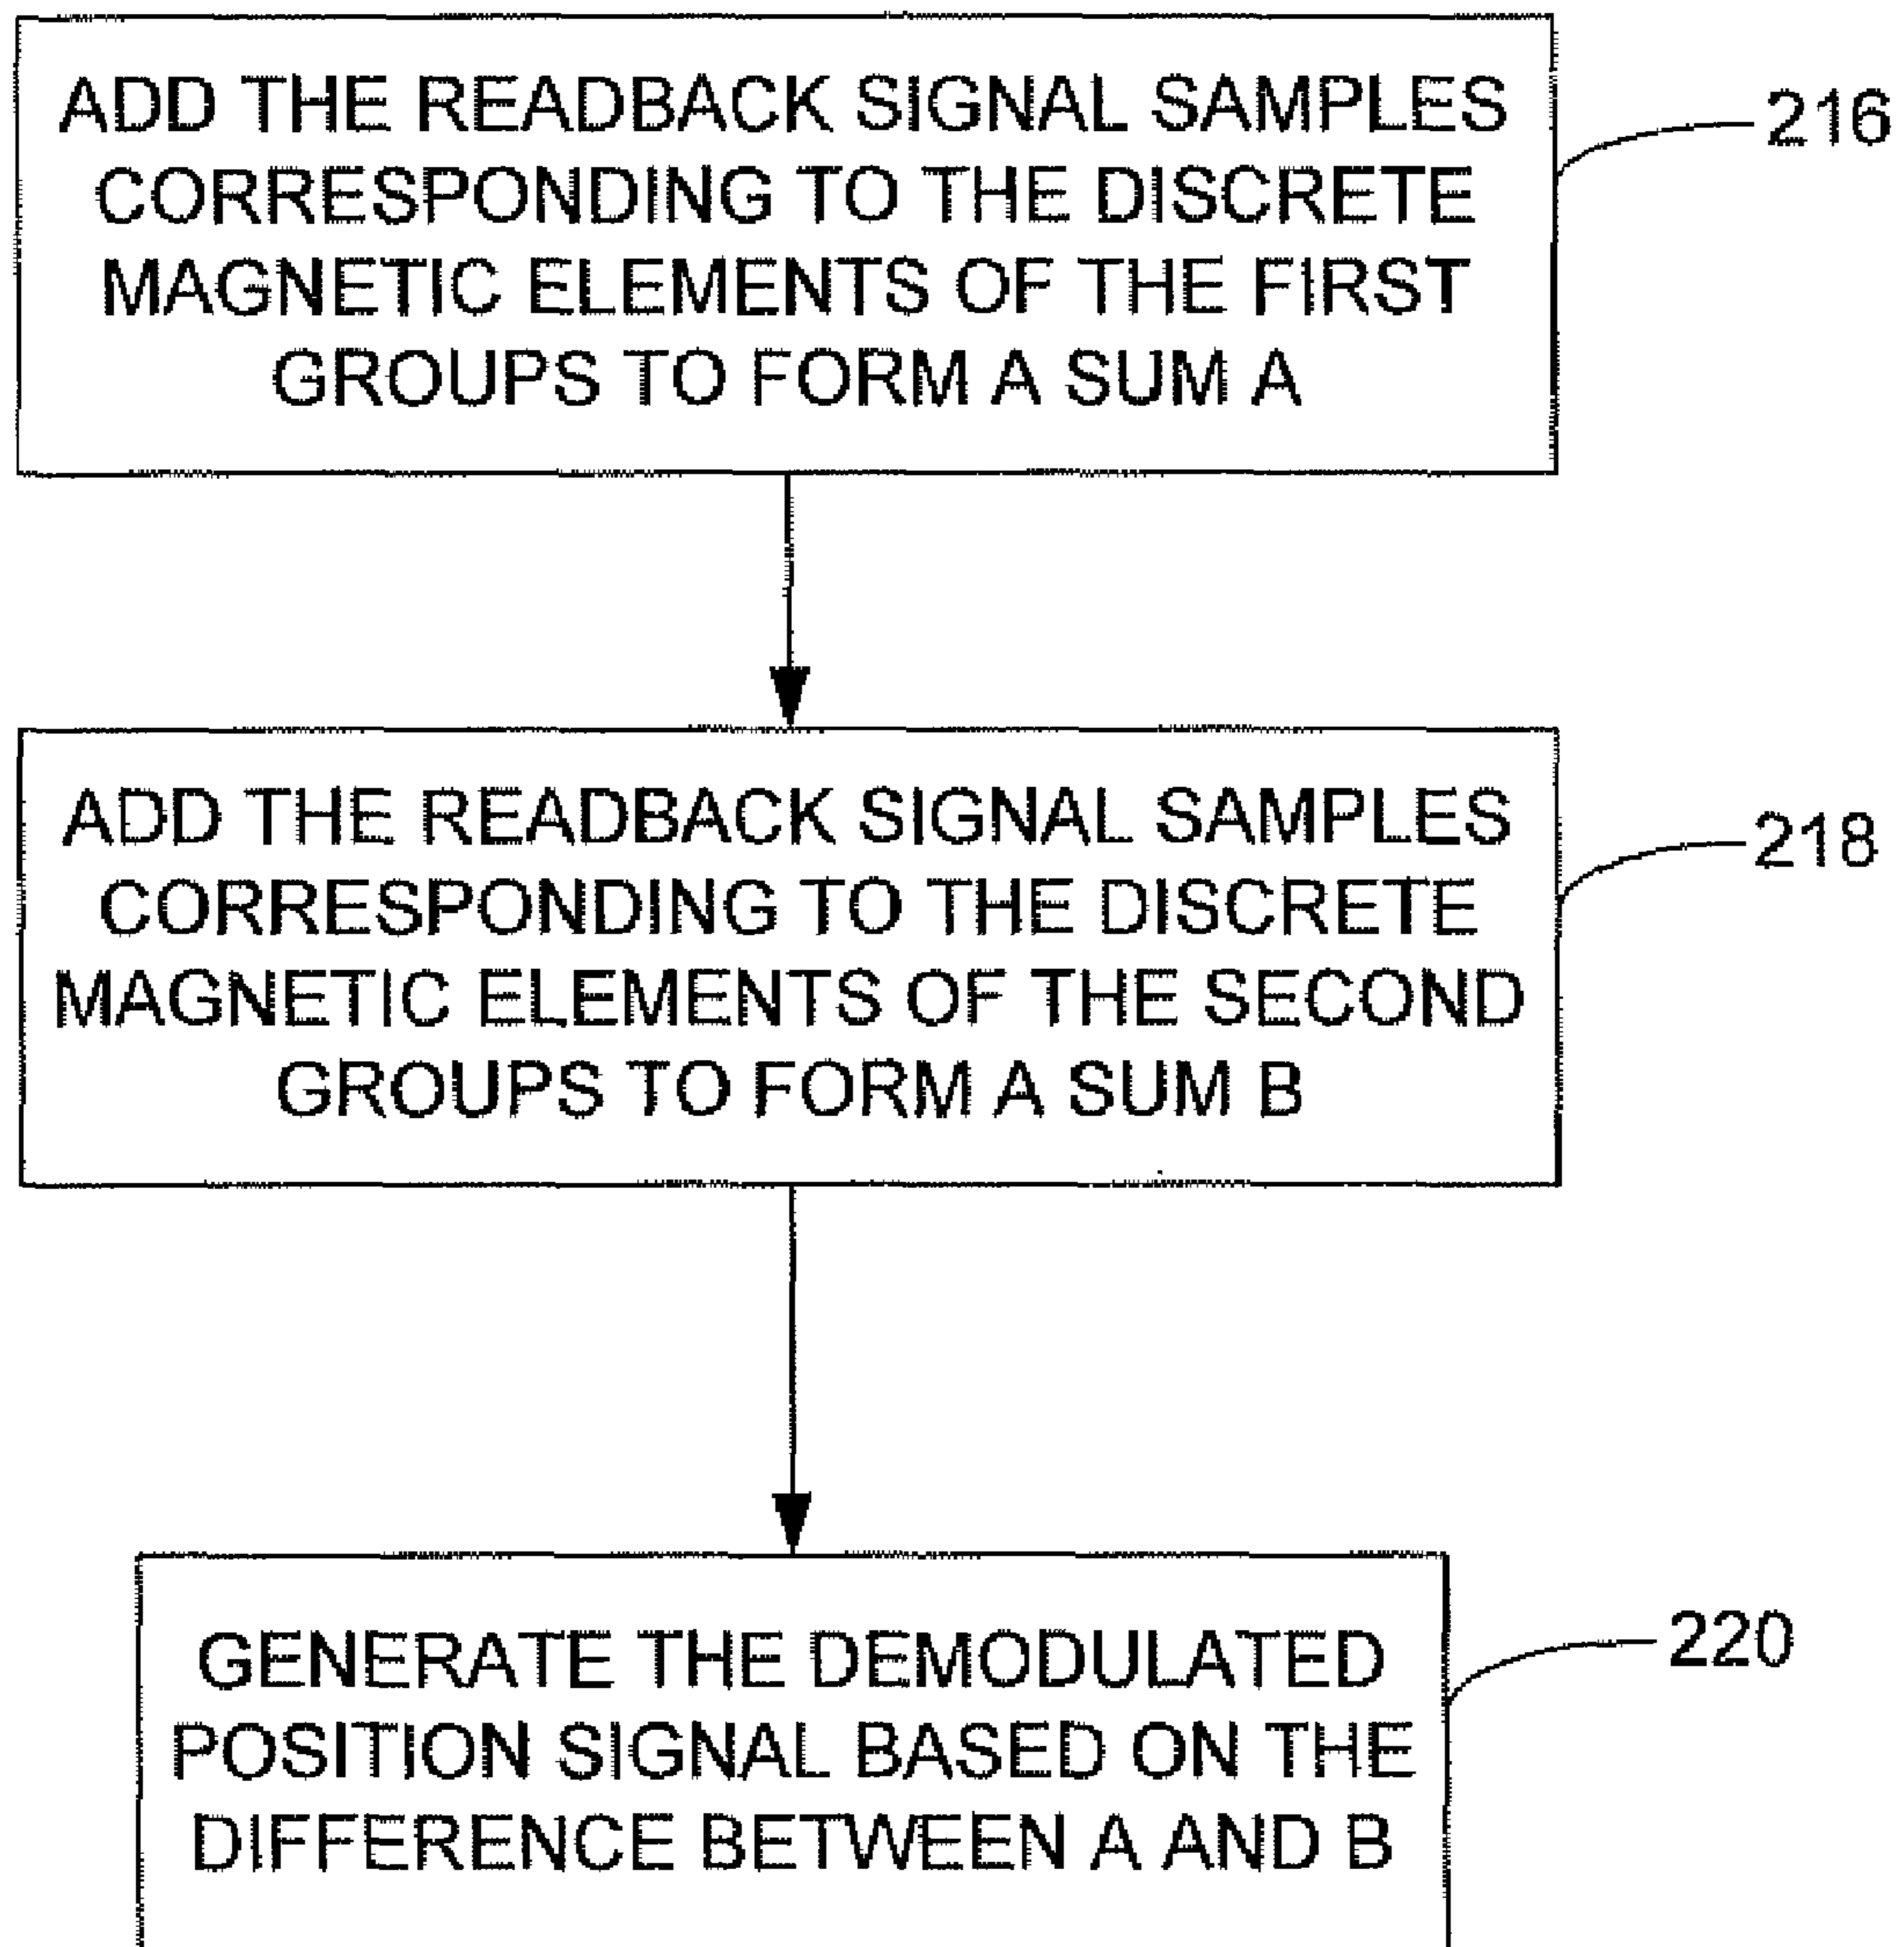 ADD THE READBACK SIGNAL SAMPLES
CORRESPONDING TO THE DISCRETE
MAGNETIC ELEMENTS OF THE FIRST
GROUPS TO FORM A SUM A
216
ADD THE READBACK SIGNAL SAMPLES
CORRESPONDING TO THE DISCRETE
MAGNETIC ELEMENTS OF THE SECOND
GROUPS TO FORM A SUM B
218
GENERATE THE DEMODULATED
POSITION SIGNAL BASED ON THE
DIFFERENCE BETWEEN A AND B
220